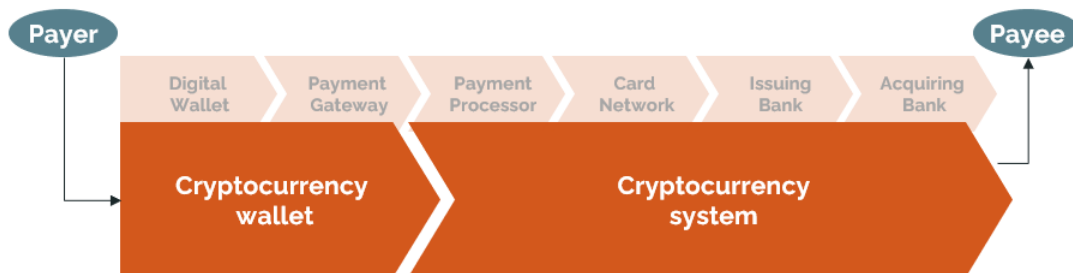 Payer
Payee
Digital
Wallet
Payment
Gateway
Payment
Processor
Card
Network
Issuing
Bank
Acquiring
Bank
Cryptocurrency
wallet
Cryptocurrency
system